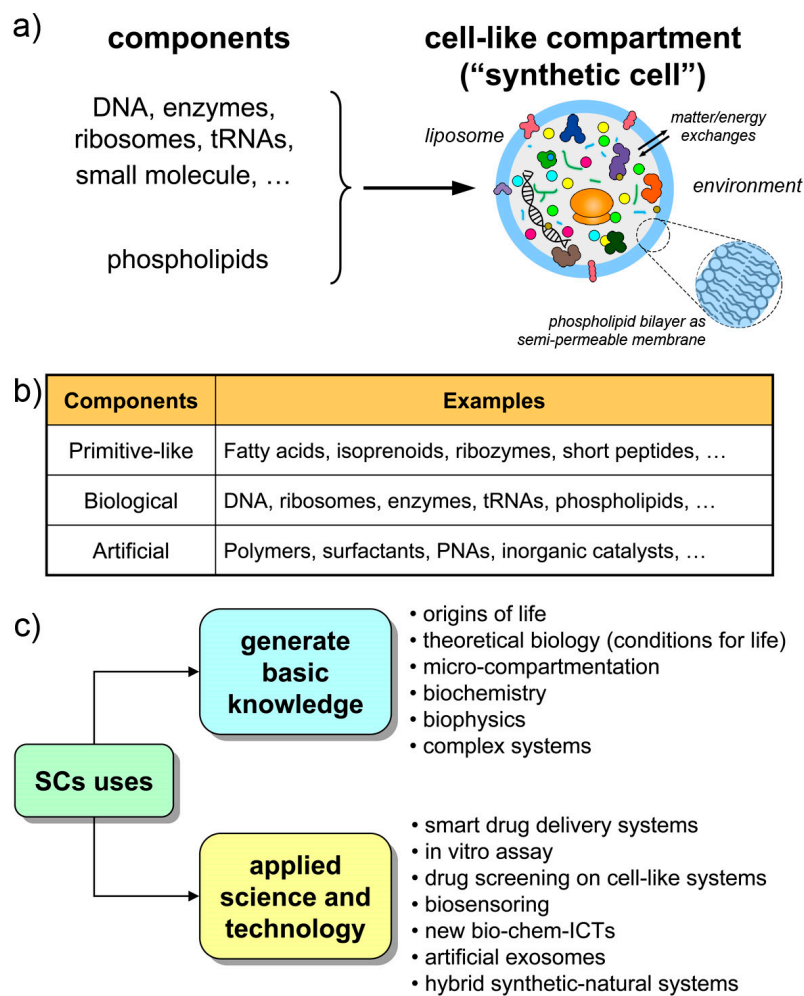 a)
components
DNA, enzymes,
ribosomes, tRNAs,
small molecule, …
phospholipids
cell-like compartment
(“synthetic cell”)
liposome
matter/energy
exchanges
environment
phospholipid bilayer as
semi-permeable membrane
b)
Components Examples
Primitive-like Fatty acids, isoprenoids, ribozymes, short peptides, …
Biological DNA, ribosomes, enzymes, tRNAs, phospholipids, …
Artificial Polymers, surfactants, PNAs, inorganic catalysts, …
c)
SCs uses
generate
basic
knowledge
• origins of life
• theoretical biology (conditions for life)
• micro-compartmentation
• biochemistry
• biophysics
• complex systems
applied
science and
technology
• smart drug delivery systems
• in vitro assay
• drug screening on cell-like systems
• biosensoring
• new bio-chem-ICTs
• artificial exosomes
• hybrid synthetic-natural systems